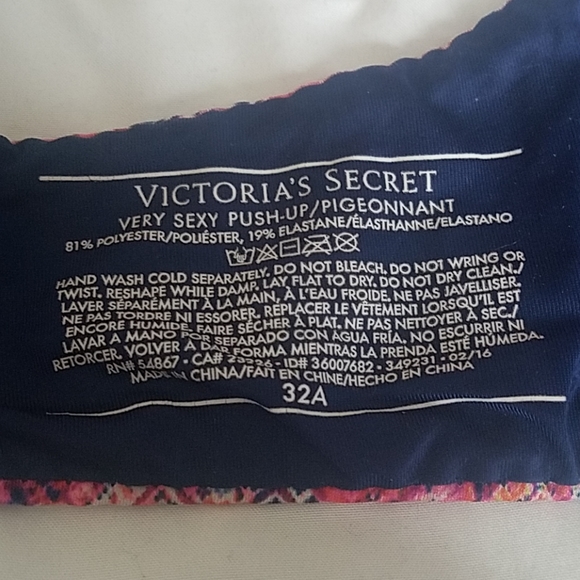 VICTORIA'S SECRET
VERY SEXY PUSH-UP/PIGEONNANT
81% POLYESTER/POLIÉSTER, 19% ELASTANE/ÉLASTHANNE/ELASTANO
HAND WASH COLD SEPARATELY. DO NOT BLEACH. DO NOT WRING OR
TWIST. RESHAPE WHILE DAMP. LAY FLAT TO DRY. DO NOT DRY CLEAN./
LAVER SÉPARÉMENT À LA MAIN, À L'EAU FROIDE. NE PAS JAVELLISER.
NE PAS TORDRE NI ESSORER. REPLACER LE VÊTEMENT LORSQU'IL EST
ENCORE HUMIDE. FAIRE SÉCHER À PLAT. NE PAS NETTOYER À SEC./
LAVAR A MANO POR SEPARADO CON AGUA FRÍA. NO ESCURRIR NI
RETORCER. VOLVER A DAR FORMA MIENTRAS LA PRENDA ESTÉ HÚMEDA.
RN# 54867 • CA# • ID# 36007682 • 349231 • 02/16
MADE IN CHINA/FAIT EN CHINE/HECHO EN CHINA
32A